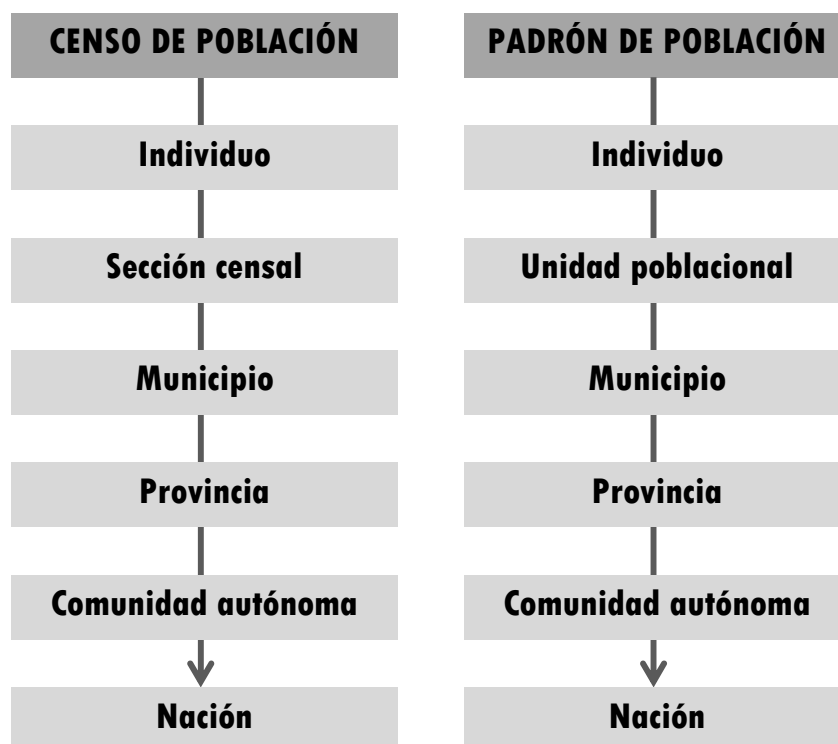 CENSO DE POBLACIÓN
Individuo
Sección censal
Municipio
Provincia
Comunidad autónoma
Nación
PADRÓN DE POBLACIÓN
Individuo
Unidad poblacional
Municipio
Provincia
Comunidad autónoma
Nación